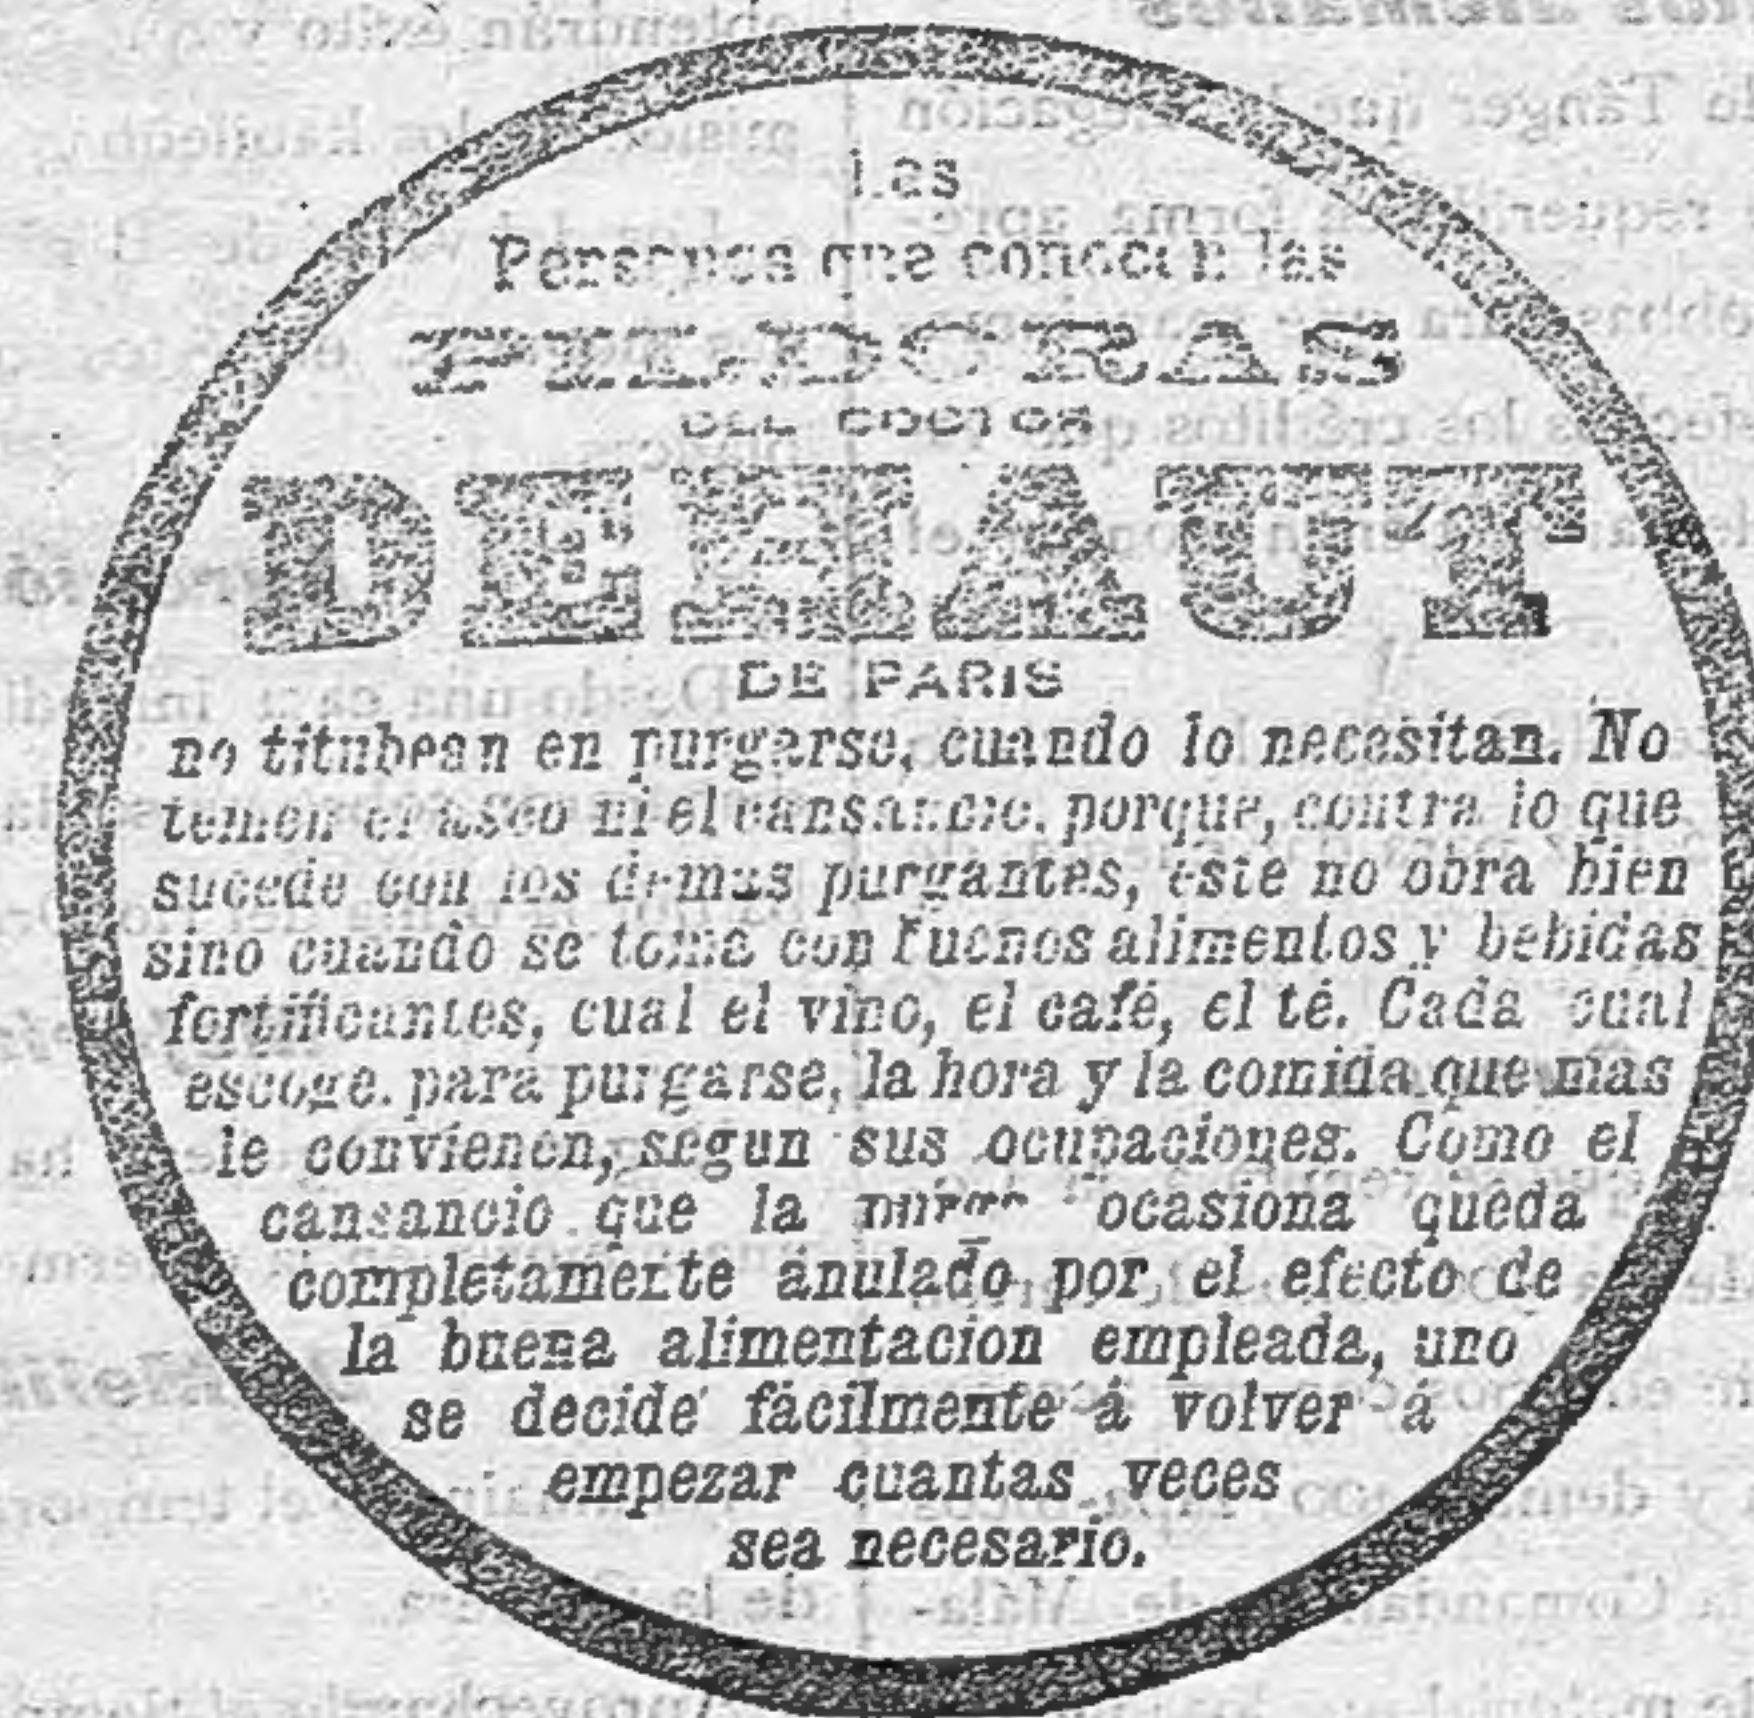 Las
Personas que conocen las
PILDORAS
DEL DOCTOR
DEHAUT
DE PARIS
no titubean en purgarse, cuando lo necesitan. No
temen el asco ni el cansancio, porque, contra lo que
sucede con los demas purgantes, este no obra bien
sino cuando se toma con buenos alimentos y bebidas
fortificantes, cual el vino, el café, el té. Cada cual
escoge, para purgarse, la hora y la comida que mas
le convienen, segun sus ocupaciones. Como el
cansancio que la purga ocasiona queda
completamente anulado por el efecto de
la buena alimentacion empleada, uno
se decide fácilmente á volver á
empezar cuantas veces
sea necesario.